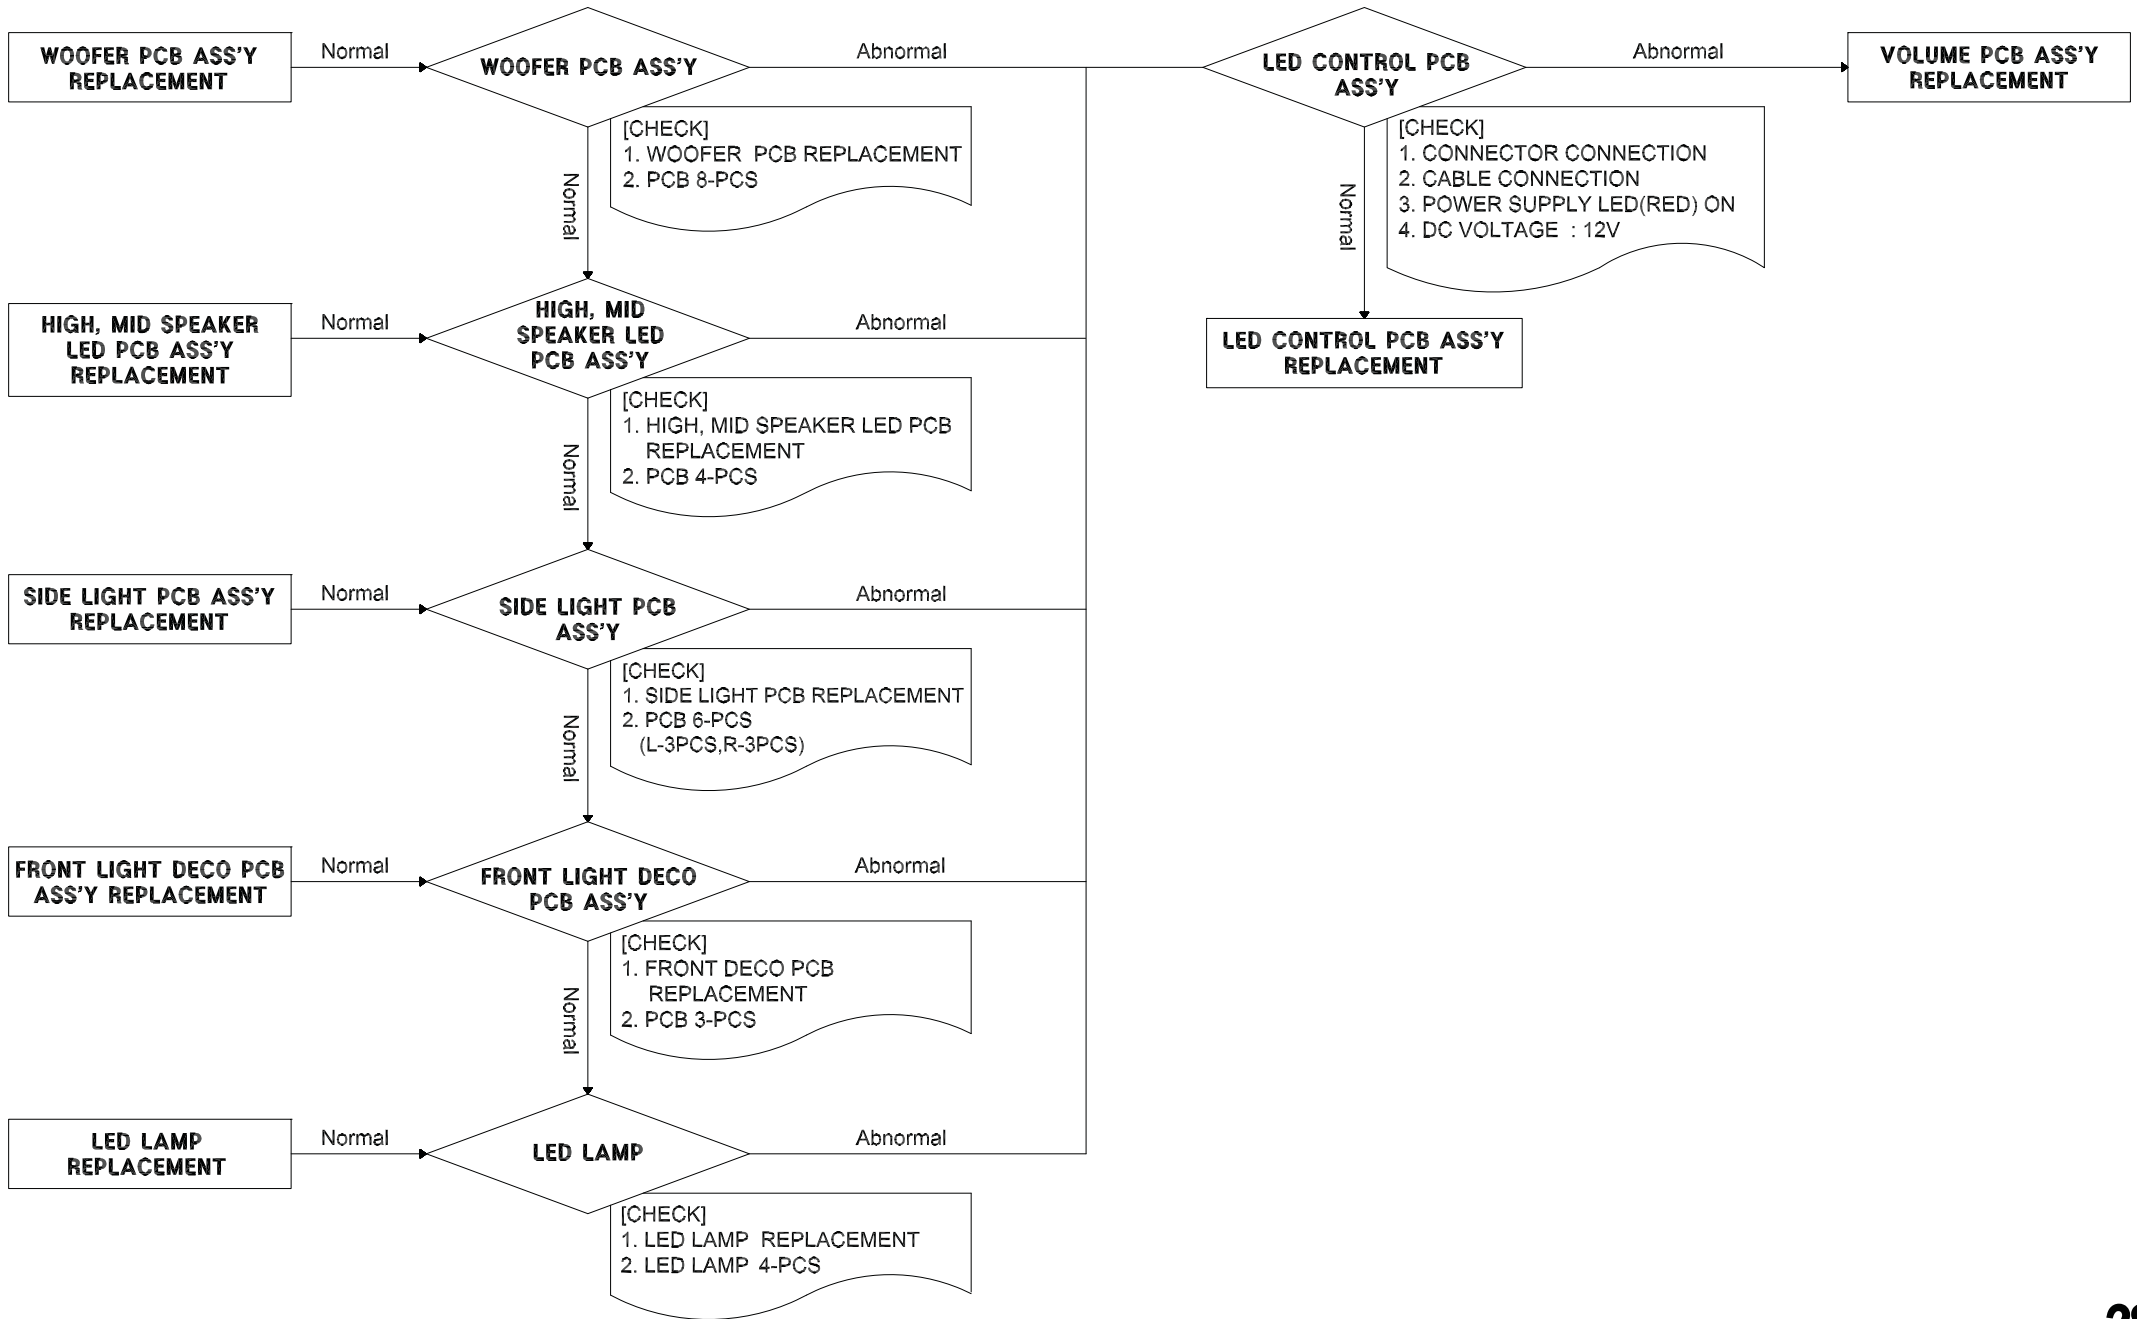 WOOFER PCB ASS'Y
REPLACEMENT
Normal
WOOFER PCB ASS'Y
Abnormal
LED CONTROL PCB
ASS'Y
Abnormal
VOLUME PCB ASS'Y
REPLACEMENT
[CHECK]
1. WOOFER PCB REPLACEMENT
2. PCB 8-PCS
Normal
[CHECK]
1. CONNECTOR CONNECTION
2. CABLE CONNECTION
3. POWER SUPPLY LED(RED) ON
4. DC VOLTAGE : 12V
Normal
LED CONTROL PCB ASS'Y
REPLACEMENT
HIGH, MID SPEAKER
LED PCB ASS'Y
REPLACEMENT
Normal
HIGH, MID
SPEAKER LED
PCB ASS'Y
Abnormal
[CHECK]
1. HIGH, MID SPEAKER LED PCB
REPLACEMENT
2. PCB 4-PCS
Normal
SIDE LIGHT PCB ASS'Y
REPLACEMENT
Normal
SIDE LIGHT PCB
ASS'Y
Abnormal
[CHECK]
1. SIDE LIGHT PCB REPLACEMENT
2. PCB 6-PCS
(L-3PCS,R-3PCS)
Normal
FRONT LIGHT DECO PCB
ASS'Y REPLACEMENT
Normal
FRONT LIGHT DECO
PCB ASS'Y
Abnormal
[CHECK]
1. FRONT DECO PCB
REPLACEMENT
2. PCB 3-PCS
Normal
LED LAMP
REPLACEMENT
Normal
LED LAMP
Abnormal
[CHECK]
1. LED LAMP REPLACEMENT
2. LED LAMP 4-PCS